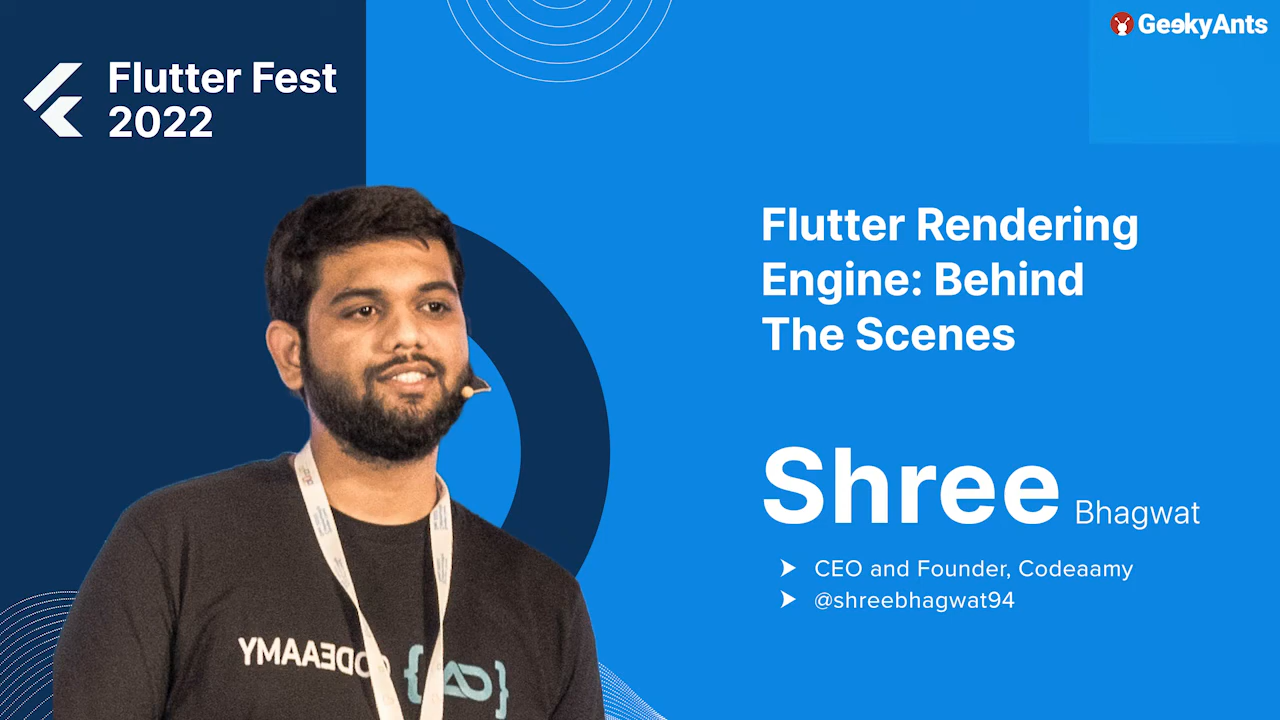 GeekyAnts
Flutter Fest
2022
Flutter Rendering
Engine: Behind
The Scenes
Shree Bhagwat
CEO and Founder, Codeaamy
@shreebhagwat94
CODEAAMY